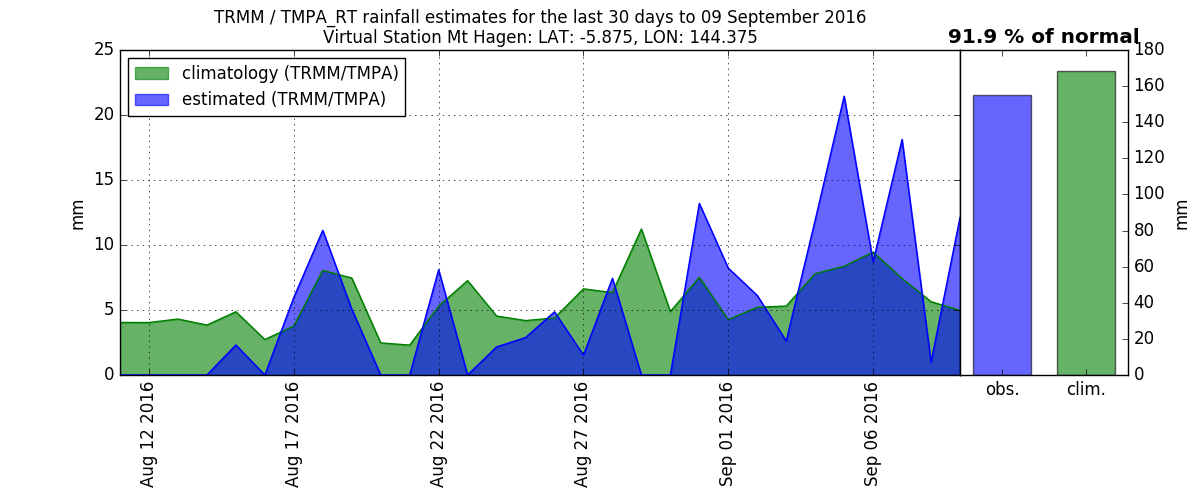 TRMM / TMPA_RT rainfall estimates for the last 30 days to 09 September 2016
Virtual Station Mt Hagen: LAT: -5.875, LON: 144.375
91.9 % of normal
climatology (TRMM/TMPA)
estimated (TRMM/TMPA)
25
20
15
10
5
0
mm
Aug 12 2016
Aug 17 2016
Aug 22 2016
Aug 27 2016
Sep 01 2016
Sep 06 2016
obs.
clim.
180
160
140
120
100
80
60
40
20
0
mm